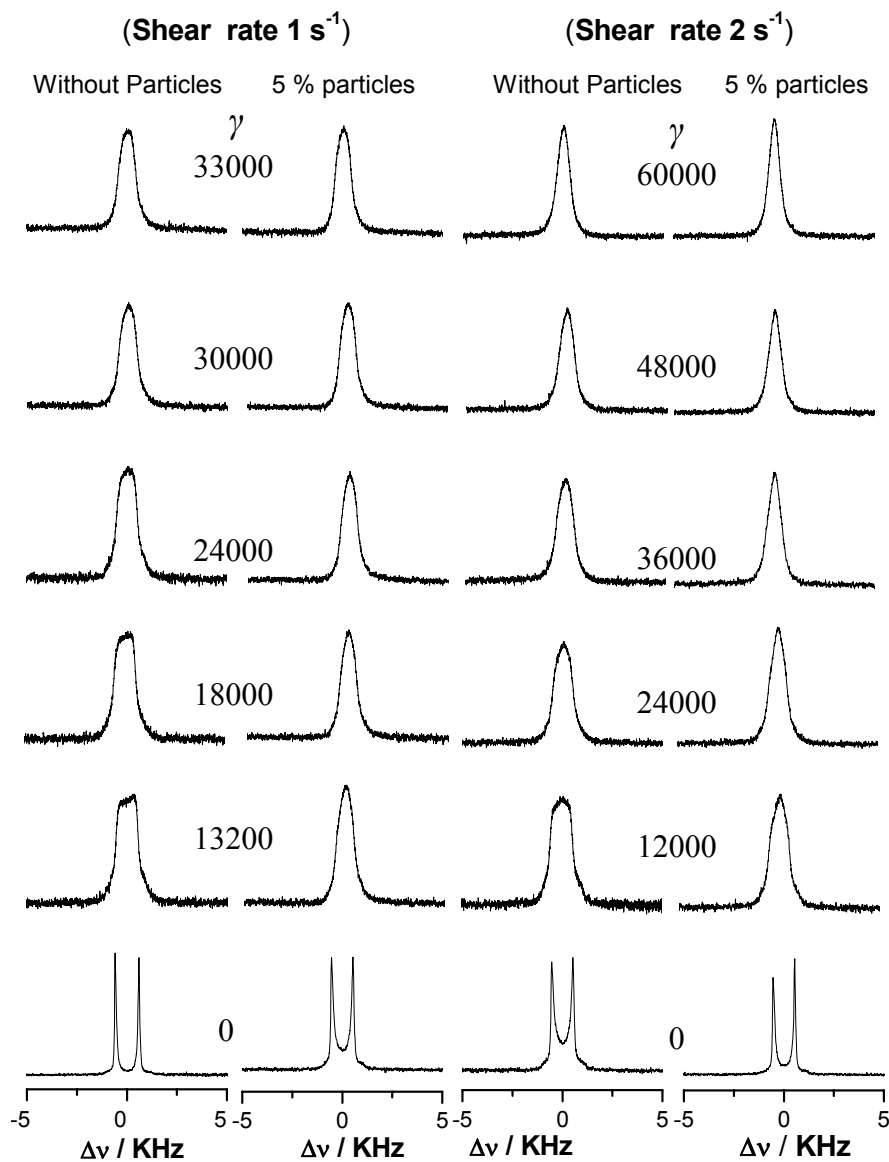 (Shear rate 1 s⁻¹) (Shear rate 2 s⁻¹)
Without Particles 5 % particles Without Particles 5 % particles
γ γ
33000 60000
30000 48000
24000 36000
18000 24000
13200 12000
0 0
-5 0 5 -5 0 5 -5 0 5 -5 0 5
Δν / KHz Δν / KHz Δν / KHz Δν / KHz